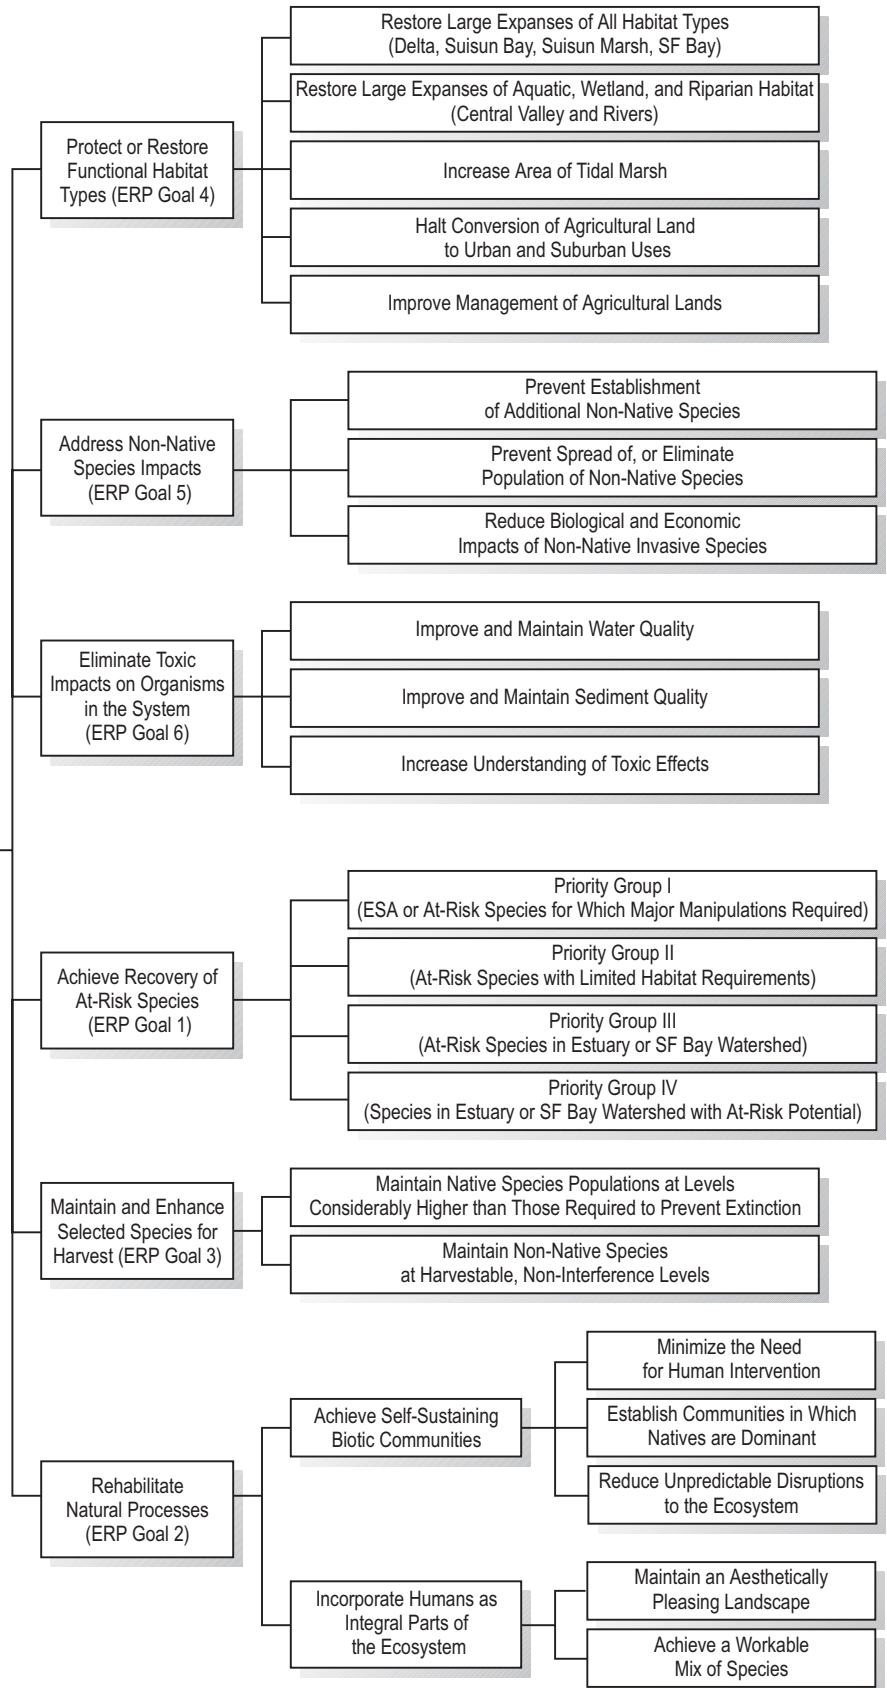 Protect or Restore
Functional Habitat
Types (ERP Goal 4)
Restore Large Expanses of All Habitat Types
(Delta, Suisun Bay, Suisun Marsh, SF Bay)
Restore Large Expanses of Aquatic, Wetland, and Riparian Habitat
(Central Valley and Rivers)
Increase Area of Tidal Marsh
Halt Conversion of Agricultural Land
to Urban and Suburban Uses
Improve Management of Agricultural Lands
Address Non-Native
Species Impacts
(ERP Goal 5)
Prevent Establishment
of Additional Non-Native Species
Prevent Spread of, or Eliminate
Population of Non-Native Species
Reduce Biological and Economic
Impacts of Non-Native Invasive Species
Eliminate Toxic
Impacts on Organisms
in the System
(ERP Goal 6)
Improve and Maintain Water Quality
Improve and Maintain Sediment Quality
Increase Understanding of Toxic Effects
Achieve Recovery of
At-Risk Species
(ERP Goal 1)
Priority Group I
(ESA or At-Risk Species for Which Major Manipulations Required)
Priority Group II
(At-Risk Species with Limited Habitat Requirements)
Priority Group III
(At-Risk Species in Estuary or SF Bay Watershed)
Priority Group IV
(Species in Estuary or SF Bay Watershed with At-Risk Potential)
Maintain and Enhance
Selected Species for
Harvest (ERP Goal 3)
Maintain Native Species Populations at Levels
Considerably Higher than Those Required to Prevent Extinction
Maintain Non-Native Species
at Harvestable, Non-Interference Levels
Rehabilitate
Natural Processes
(ERP Goal 2)
Achieve Self-Sustaining
Biotic Communities
Minimize the Need
for Human Intervention
Establish Communities in Which
Natives are Dominant
Reduce Unpredictable Disruptions
to the Ecosystem
Incorporate Humans as
Integral Parts of
the Ecosystem
Maintain an Aesthetically
Pleasing Landscape
Achieve a Workable
Mix of Species